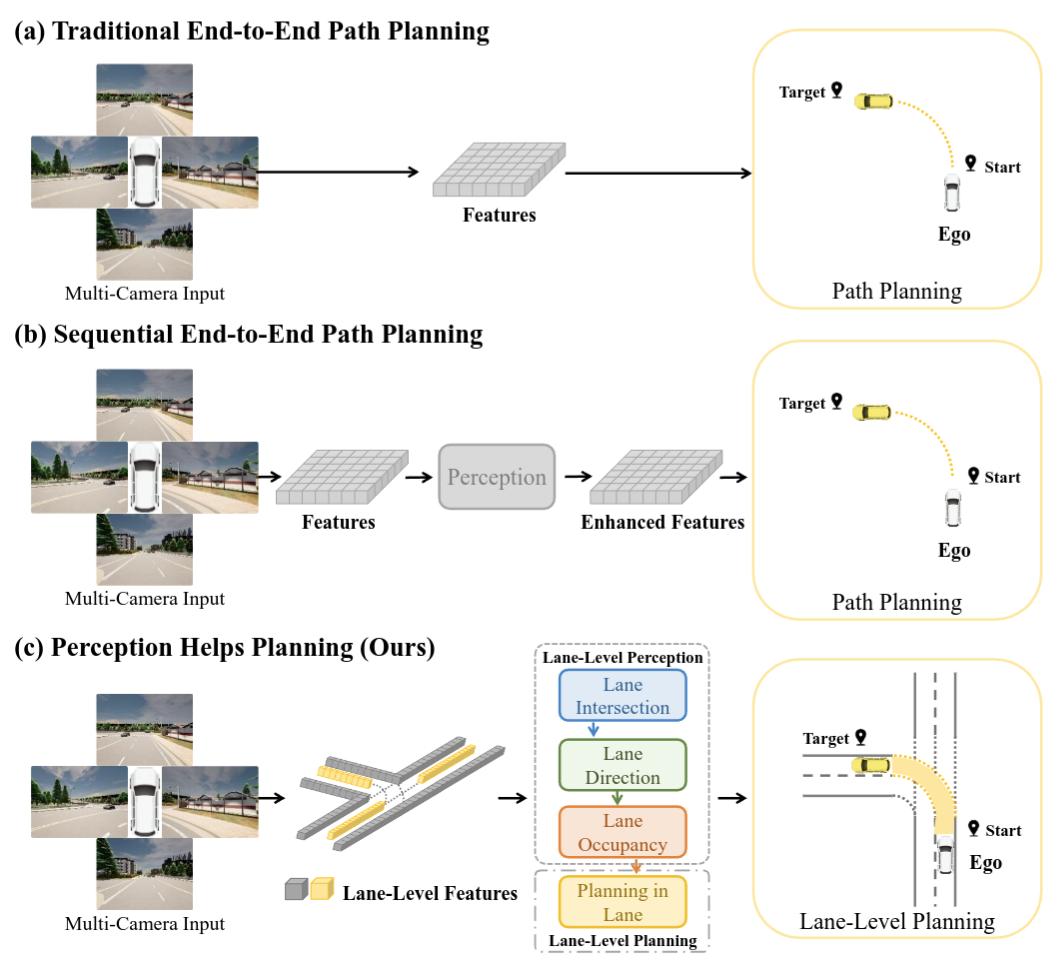 (a) Traditional End-to-End Path Planning
Target
Start
Features
Ego
Multi-Camera Input
Path Planning
(b) Sequential End-to-End Path Planning
Target
Perception
Start
Features
Enhanced Features
Ego
Multi-Camera Input
Path Planning
(c) Perception Helps Planning (Ours)
Lane-Level Perception
Lane
Intersection
Lane
Direction
Lane
Occupancy
Planning in
Lane
Lane-Level Planning
Lane-Level Features
Multi-Camera Input
Target
Start
Ego
Lane-Level Planning